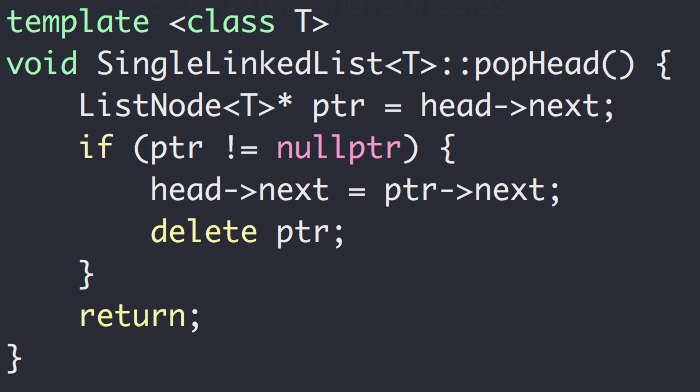 template <class T>
void SingleLinkedList<T>::popHead() {
    ListNode<T>* ptr = head->next;
    if (ptr != nullptr) {
        head->next = ptr->next;
        delete ptr;
    }
    return;
}